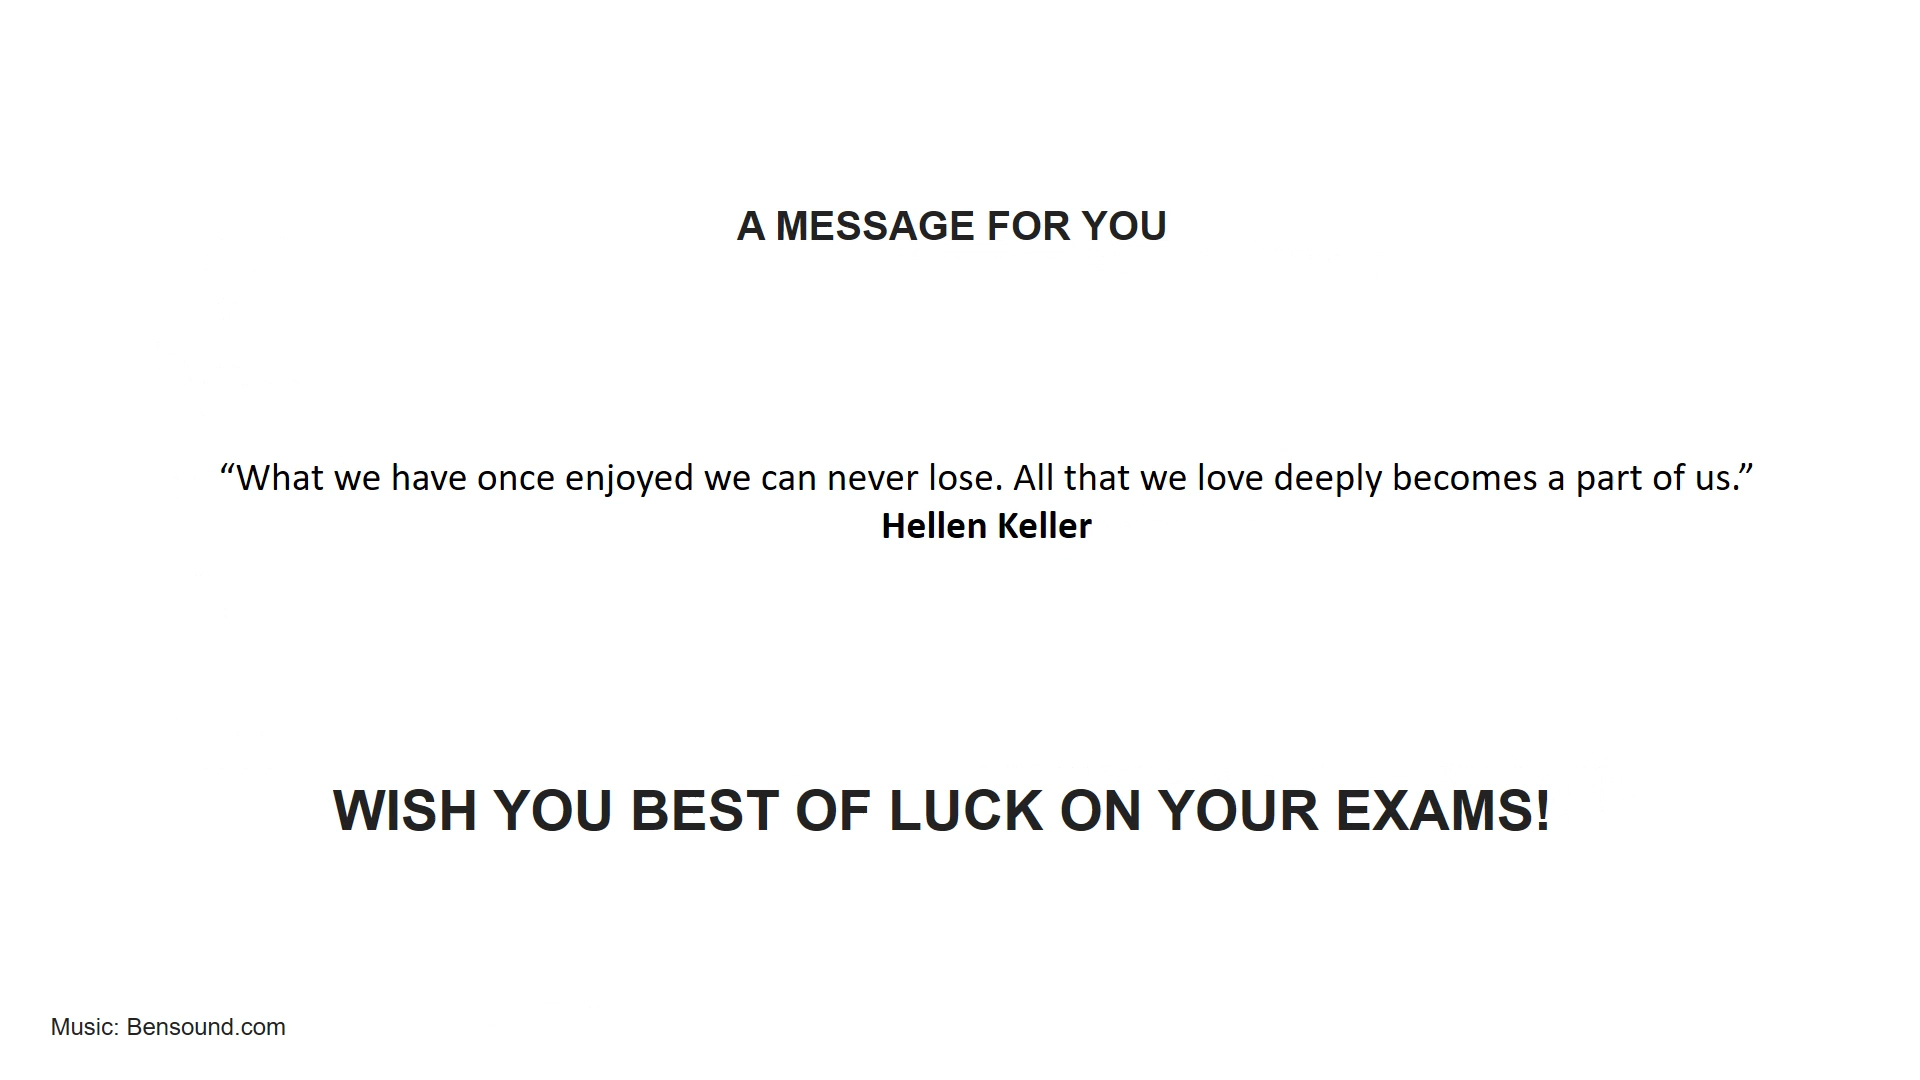 A MESSAGE FOR YOU
“What we have once enjoyed we can never lose. All that we love deeply becomes a part of us.”
Hellen Keller
WISH YOU BEST OF LUCK ON YOUR EXAMS!
Music: Bensound.com